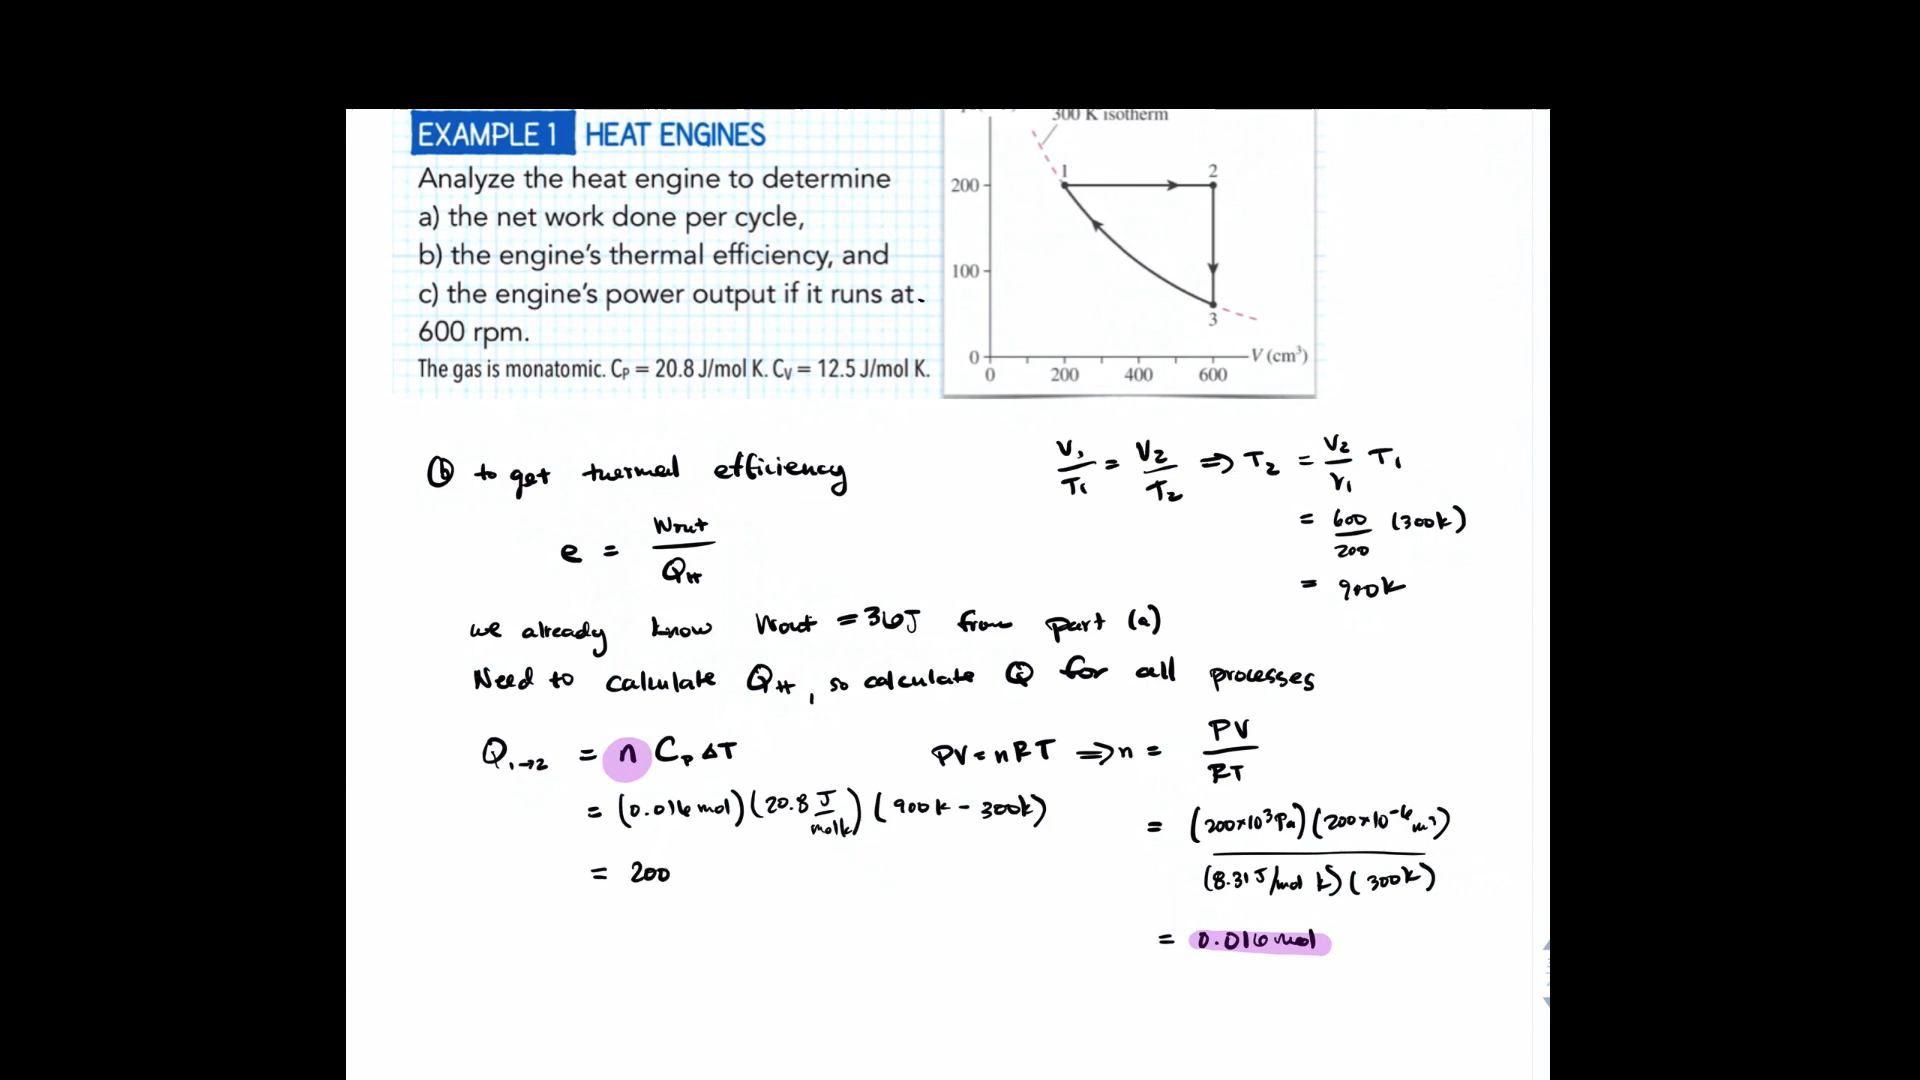 EXAMPLE 1 HEAT ENGINES
Analyze the heat engine to determine
a) the net work done per cycle,
b) the engine's thermal efficiency, and
c) the engine's power output if it runs at
600 rpm.
The gas is monatomic. Cp = 20.8 J/mol K. Cv = 12.5 J/mol K.
300 K isotherm
1
2
200
100
3
0
V (cm³)
0 200 400 600
ⓑ to get thermal efficiency
e = Wout / QH
V₁/T₁ = V₂/T₂ ⇒ T₂ = V₂/V₁ T₁
= 600/200 (300K)
= 900K
we already know Wout = 36J from part (a)
Need to calculate QH, so calculate Q for all processes
Q₁→₂ = n Cp ΔT
= (0.016 mol)(20.8 J/mol K)(900K - 300K)
= 200
PV = nRT ⇒ n = PV/RT
= (200×10³Pa)(200×10⁻⁶m³) / (8.31 J/mol K)(300K)
= 0.016 mol